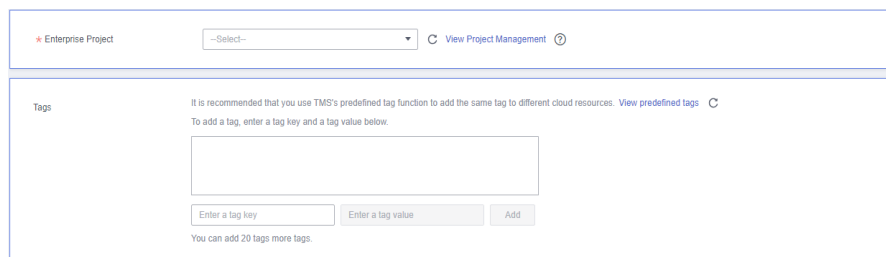 * Enterprise Project --Select-- View Project Management ?
Tags It is recommended that you use TMS's predefined tag function to add the same tag to different cloud resources. View predefined tags
To add a tag, enter a tag key and a tag value below.
Enter a tag key Enter a tag value Add
You can add 20 tags more tags.